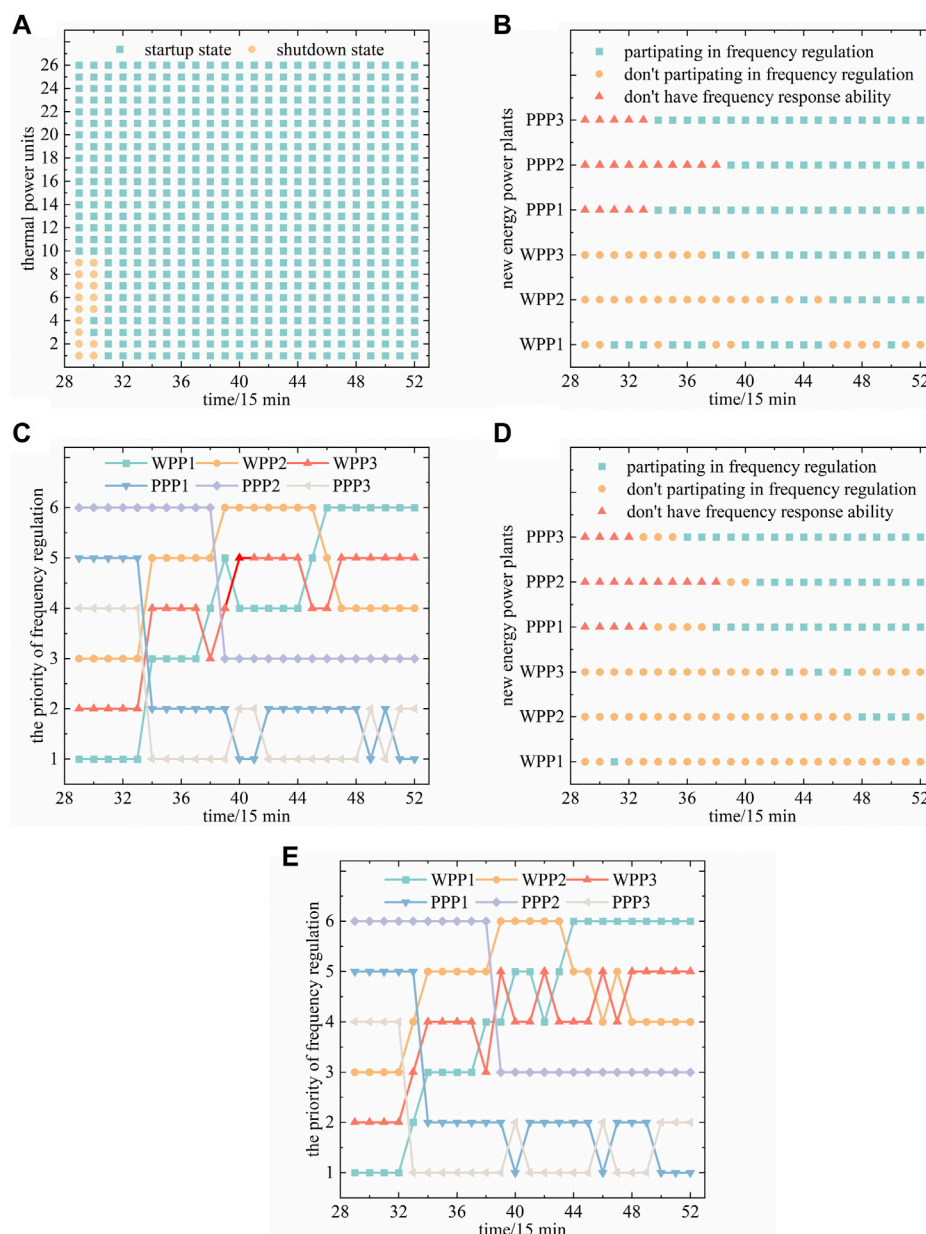 A
startup state shutdown state
26
24
22
20
18
16
14
12
10
8
6
4
2
thermal power units
28 32 36 40 44 48 52
time/15 min
B
partipating in frequency regulation
don't partipating in frequency regulation
don't have frequency response ability
PPP3
PPP2
PPP1
WPP3
WPP2
WPP1
new energy power plants
28 32 36 40 44 48 52
time/15 min
C
WPP1 WPP2 WPP3
PPP1 PPP2 PPP3
6
5
4
3
2
1
the priority of frequency regulation
28 32 36 40 44 48 52
time/15 min
D
partipating in frequency regulation
don't partipating in frequency regulation
don't have frequency response ability
PPP3
PPP2
PPP1
WPP3
WPP2
WPP1
new energy power plants
28 32 36 40 44 48 52
time/15 min
E
WPP1 WPP2 WPP3
PPP1 PPP2 PPP3
6
5
4
3
2
1
the priority of frequency regulation
28 32 36 40 44 48 52
time/15 min